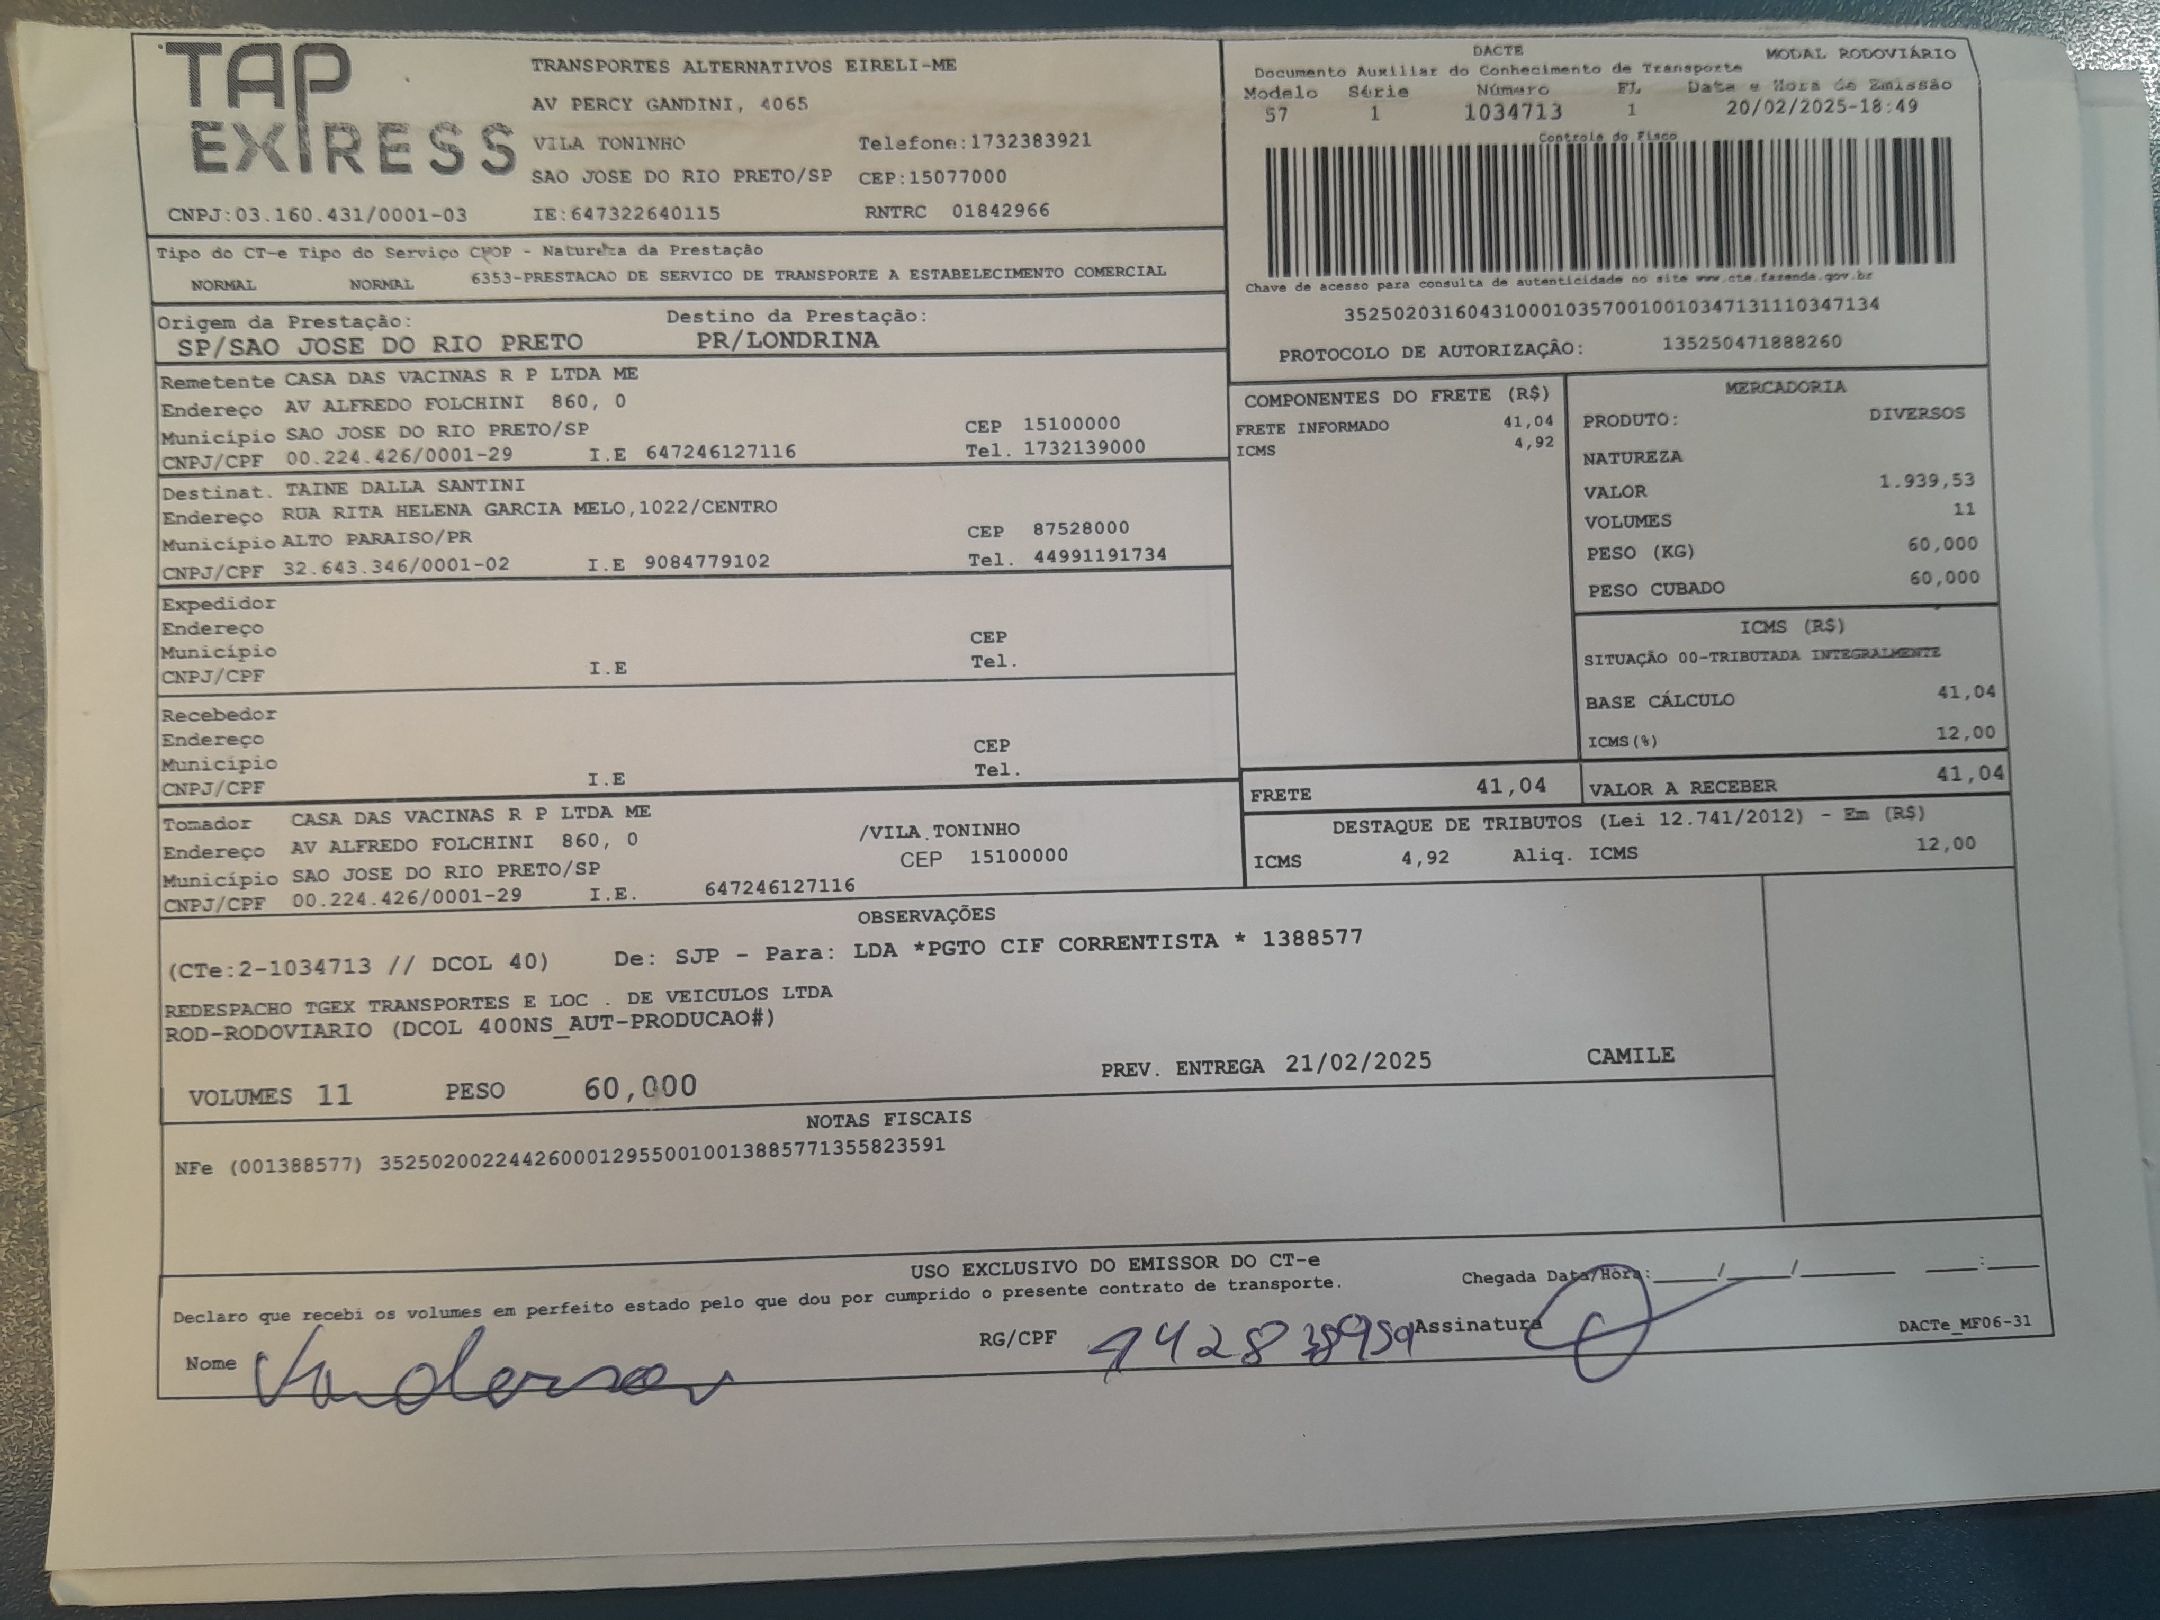 TAP EXPRESS
TRANSPORTES ALTERNATIVOS EIRELI-ME
AV PERCY GANDINI, 4065
VILA TONINHO Telefone:1732383921
SAO JOSE DO RIO PRETO/SP CEP:15077000
CNPJ:03.160.431/0001-03 IE:647322640115 RNTRC 01842966
DACTE MODAL RODOVIÁRIO
Documento Auxiliar do Conhecimento de Transporte
Modelo Série Número FL Data e Hora de Emissão
57 1 1034713 1 20/02/2025-18:49
Controle do Fisco
Chave de acesso para consulta de autenticidade no site www.cte.fazenda.gov.br
35250203160431000103570010010347131110347134
PROTOCOLO DE AUTORIZAÇÃO: 135250471888260
Tipo do CT-e Tipo do Serviço CFOP - Natureza da Prestação
NORMAL NORMAL 6353-PRESTACAO DE SERVICO DE TRANSPORTE A ESTABELECIMENTO COMERCIAL
Origem da Prestação: Destino da Prestação:
SP/SAO JOSE DO RIO PRETO PR/LONDRINA
Remetente CASA DAS VACINAS R P LTDA ME
Endereço AV ALFREDO FOLCHINI 860, 0
Município SAO JOSE DO RIO PRETO/SP CEP 15100000
CNPJ/CPF 00.224.426/0001-29 I.E 647246127116 Tel. 1732139000
Destinat. TAINE DALLA SANTINI
Endereço RUA RITA HELENA GARCIA MELO,1022/CENTRO
Município ALTO PARAISO/PR CEP 87528000
CNPJ/CPF 32.643.346/0001-02 I.E 9084779102 Tel. 44991191734
Expedidor
Endereço
Município CEP
CNPJ/CPF I.E Tel.
Recebedor
Endereço
Município CEP
CNPJ/CPF I.E Tel.
Tomador CASA DAS VACINAS R P LTDA ME
Endereço AV ALFREDO FOLCHINI 860, 0 /VILA TONINHO
Município SAO JOSE DO RIO PRETO/SP CEP 15100000
CNPJ/CPF 00.224.426/0001-29 I.E. 647246127116
COMPONENTES DO FRETE (R$)
FRETE INFORMADO 41,04
ICMS 4,92
MERCADORIA
PRODUTO: DIVERSOS
NATUREZA
VALOR 1.939,53
VOLUMES 11
PESO (KG) 60,000
PESO CUBADO 60,000
ICMS (R$)
SITUAÇÃO 00-TRIBUTADA INTEGRALMENTE
BASE CÁLCULO 41,04
ICMS(%) 12,00
FRETE 41,04 VALOR A RECEBER 41,04
DESTAQUE DE TRIBUTOS (Lei 12.741/2012) - Em (R$)
ICMS 4,92 Aliq. ICMS 12,00
OBSERVAÇÕES
(CTe:2-1034713 // DCOL 40) De: SJP - Para: LDA *PGTO CIF CORRENTISTA * 1388577
REDESPACHO TGEX TRANSPORTES E LOC . DE VEICULOS LTDA
ROD-RODOVIARIO (DCOL 400NS_AUT-PRODUCAO#)
VOLUMES 11 PESO 60,000 PREV. ENTREGA 21/02/2025 CAMILE
NOTAS FISCAIS
NFe (001388577) 35250200224426000129550010013885771355823591
USO EXCLUSIVO DO EMISSOR DO CT-e
Declaro que recebi os volumes em perfeito estado pelo que dou por cumprido o presente contrato de transporte. Chegada Data/Hora:____/____/______ ___:___
Nome Vanderson RG/CPF Assinatura DACTe_MF06-31